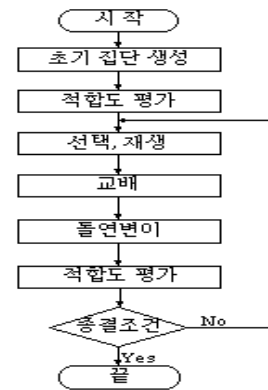 시 작
초기 집단 생성
적합도 평가
선택, 재생
교배
돌연변이
적합도 평가
종결조건
No
Yes
끝